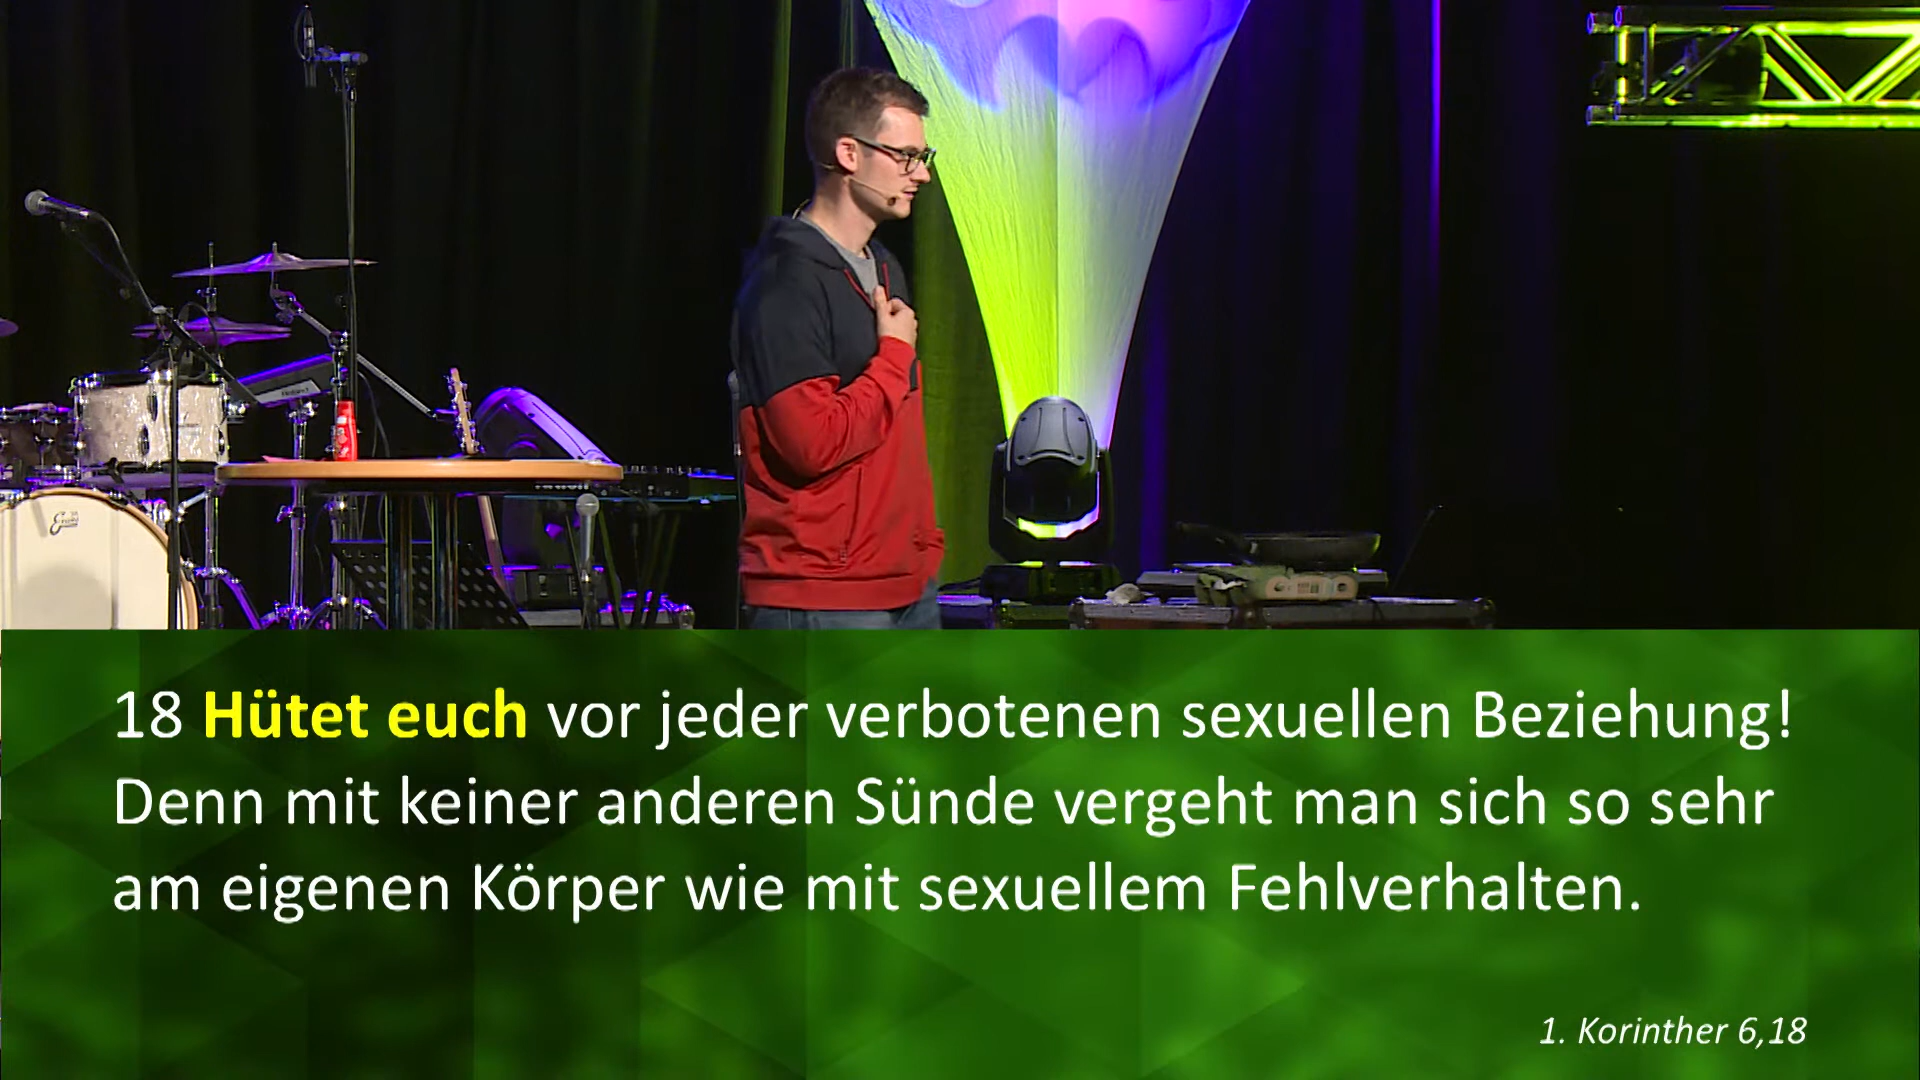 18 Hütet euch vor jeder verbotenen sexuellen Beziehung!
Denn mit keiner anderen Sünde vergeht man sich so sehr
am eigenen Körper wie mit sexuellem Fehlverhalten.
1. Korinther 6,18